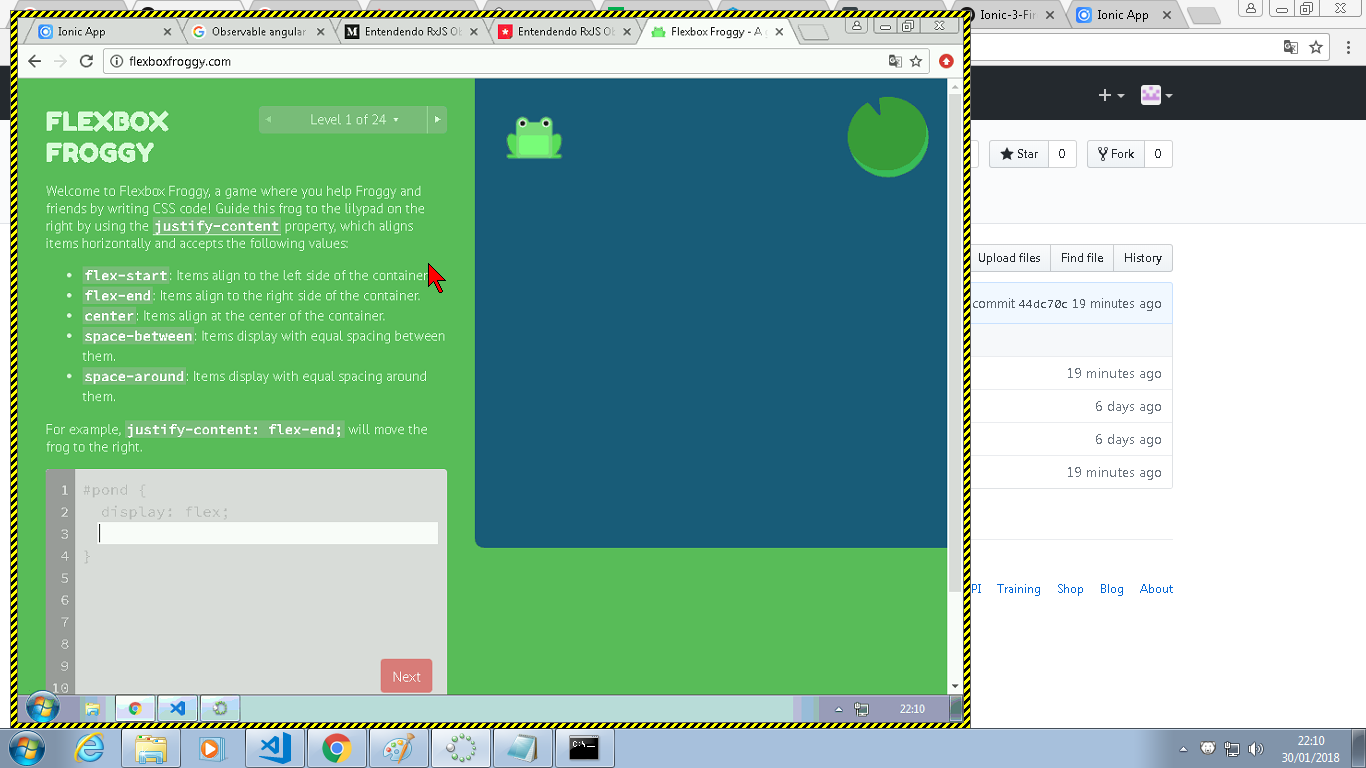 Ionic App
Observable angular
Entendendo RxJS Ob
Entendendo RxJS Ob
Flexbox Froggy - A g
Ionic-3-Fir
Ionic App
flexboxfroggy.com
FLEXBOX
FROGGY
Level 1 of 24
Welcome to Flexbox Froggy, a game where you help Froggy and
friends by writing CSS code! Guide this frog to the lilypad on the
right by using the justify-content property, which aligns
items horizontally and accepts the following values:
flex-start: Items align to the left side of the container
flex-end: Items align to the right side of the container.
center: Items align at the center of the container.
space-between: Items display with equal spacing between
them.
space-around: Items display with equal spacing around
them.
For example, justify-content: flex-end; will move the
frog to the right.
1 #pond {
2 display: flex;
3
4 }
5
6
7
8
9
10
Next
22:10
Star 0 Fork 0
Upload files Find file History
commit 44dc70c 19 minutes ago
19 minutes ago
6 days ago
6 days ago
19 minutes ago
PI Training Shop Blog About
22:10
30/01/2018